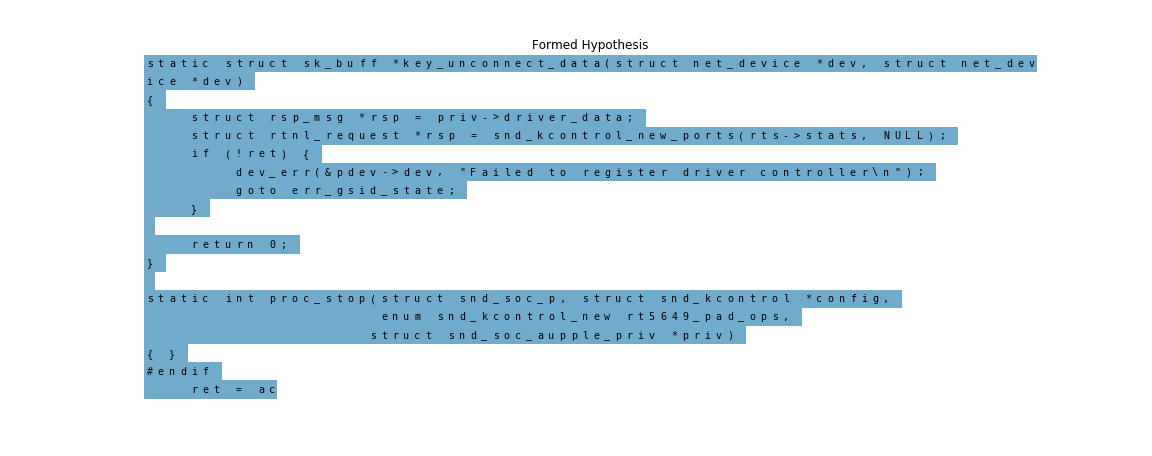 Formed Hypothesis
static struct sk_buff *key_unconnect_data(struct net_device *dev, struct net_dev
ice *dev)
{
    struct rsp_msg *rsp = priv->driver_data;
    struct rtnl_request *rsp = snd_kcontrol_new_ports(rts->stats, NULL);
    if (!ret) {
        dev_err(&pdev->dev, "Failed to register driver controller\n");
        goto err_gsid_state;
    }
    return 0;
}
static int proc_stop(struct snd_soc_p, struct snd_kcontrol *config,
                     enum snd_kcontrol_new rt5649_pad_ops,
                    struct snd_soc_aupple_priv *priv)
{ }
#endif
    ret = ac